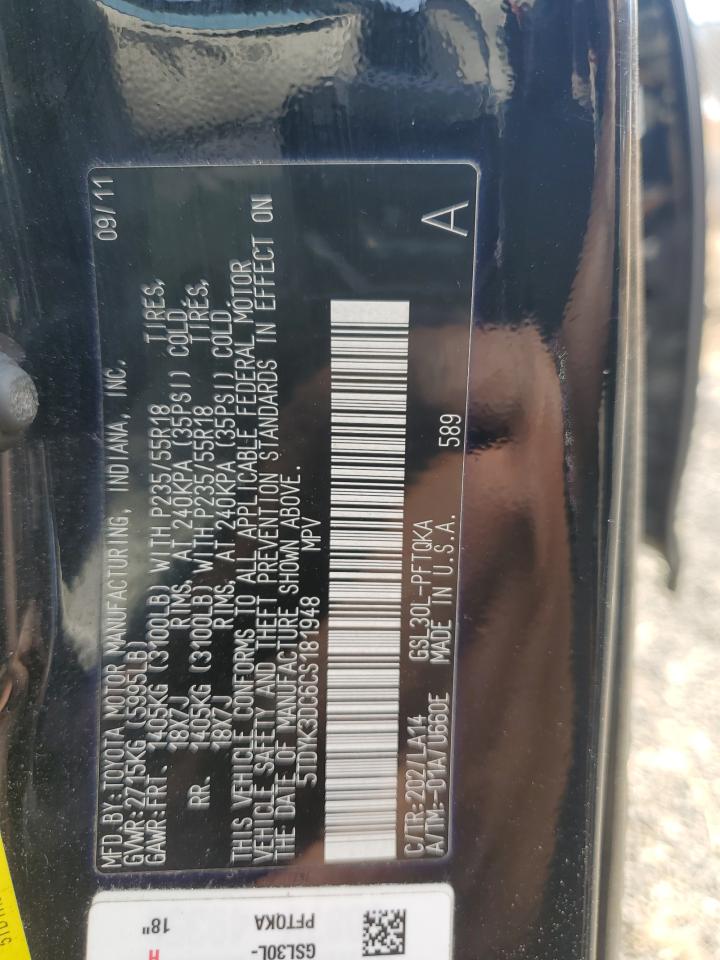 MFD.BY:TOYOTA MOTOR MANUFACTURING, INDIANA, INC. 09/11
GVWR:2715KG (5995LB)
GAWR:FRT. 1405KG (3100LB) WITH P235/55R18 TIRES,
18X7J RIMS, AT 240KPA (35PSI) COLD
RR. 1405KG (3100LB) WITH P235/55R18 TIRES,
18X7J RIMS, AT 240KPA (35PSI) COLD
THIS VEHICLE CONFORMS TO ALL APPLICABLE FEDERAL MOTOR
VEHICLE SAFETY AND THEFT PREVENTION STANDARDS IN EFFECT ON
THE DATE OF MANUFACTURE SHOWN ABOVE.
5TDYK3DC6CS181948 MPV
C/TR:202/LA14 GSL30L-PFTQKA
A/TM:-01A/U660E MADE IN U.S.A. 589
A
H 18"
GSL30L-
PFTQKA